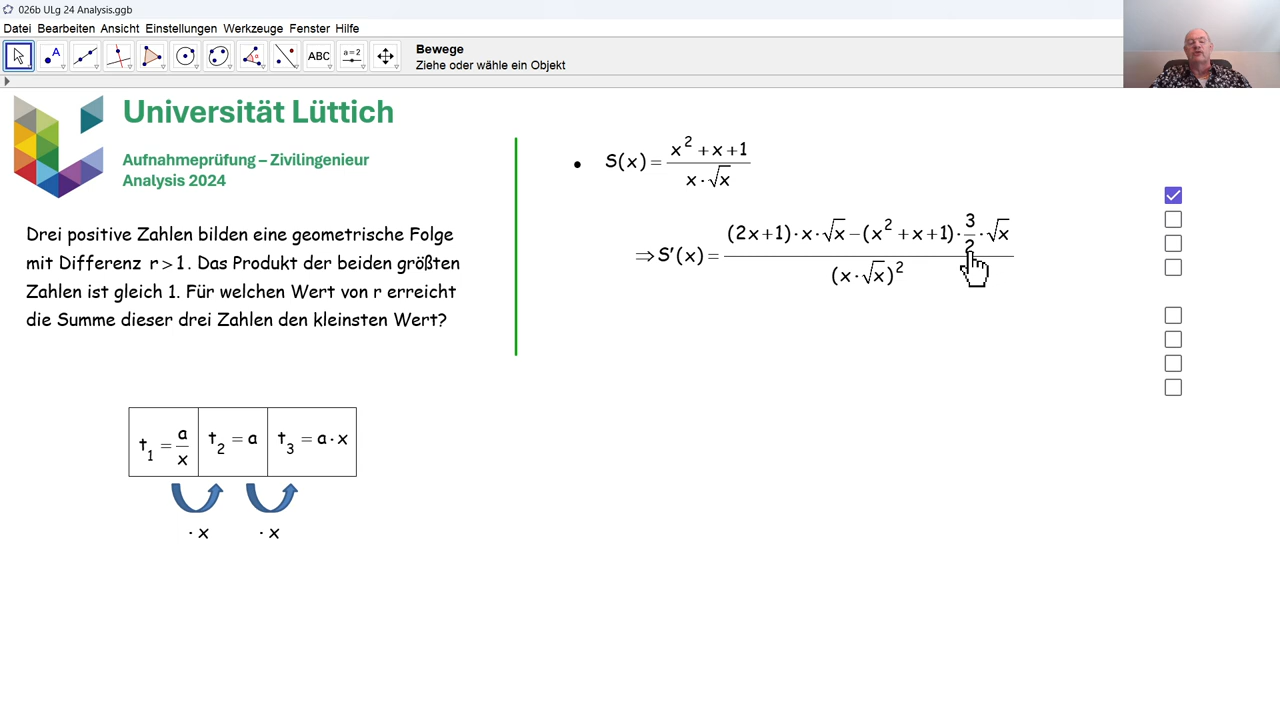 026b ULg 24 Analysis.ggb
Datei Bearbeiten Ansicht Einstellungen Werkzeuge Fenster Hilfe
A
ABC
a=2
Bewege
Ziehe oder wähle ein Objekt
Universität Lüttich
Aufnahmeprüfung – Zivilingenieur
Analysis 2024
Drei positive Zahlen bilden eine geometrische Folge
mit Differenz r > 1. Das Produkt der beiden größten
Zahlen ist gleich 1. Für welchen Wert von r erreicht
die Summe dieser drei Zahlen den kleinsten Wert?
t₁ = a/x t₂ = a t₃ = a · x
· x · x
• S(x) = (x² + x + 1)/(x · √x)
⇒ S′(x) = ((2x + 1) · x · √x − (x² + x + 1) · 3/2 · √x)/(x · √x)²